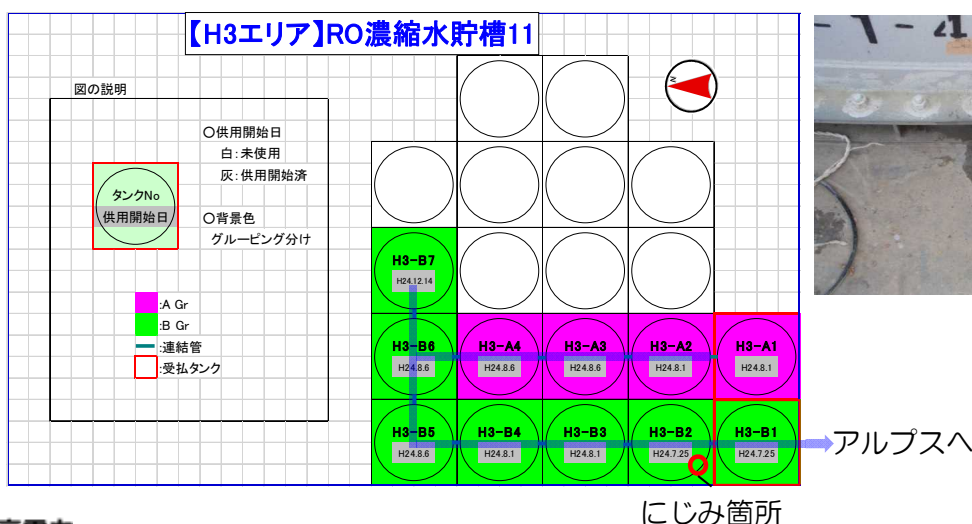 【H3エリア】RO濃縮水貯槽11
図の説明
○供用開始日
白:未使用
灰:供用開始済
タンクNo
供用開始日
○背景色
グルーピング分け
:A Gr
:B Gr
:連結管
:受払タンク
N
H3-B7
H24.12.14
H3-B6 H3-A4 H3-A3 H3-A2 H3-A1
H24.8.6 H24.8.6 H24.8.6 H24.8.1 H24.8.1
H3-B5 H3-B4 H3-B3 H3-B2 H3-B1
H24.8.6 H24.8.1 H24.8.1 H24.7.25 H24.7.25
アルプスへ
にじみ箇所